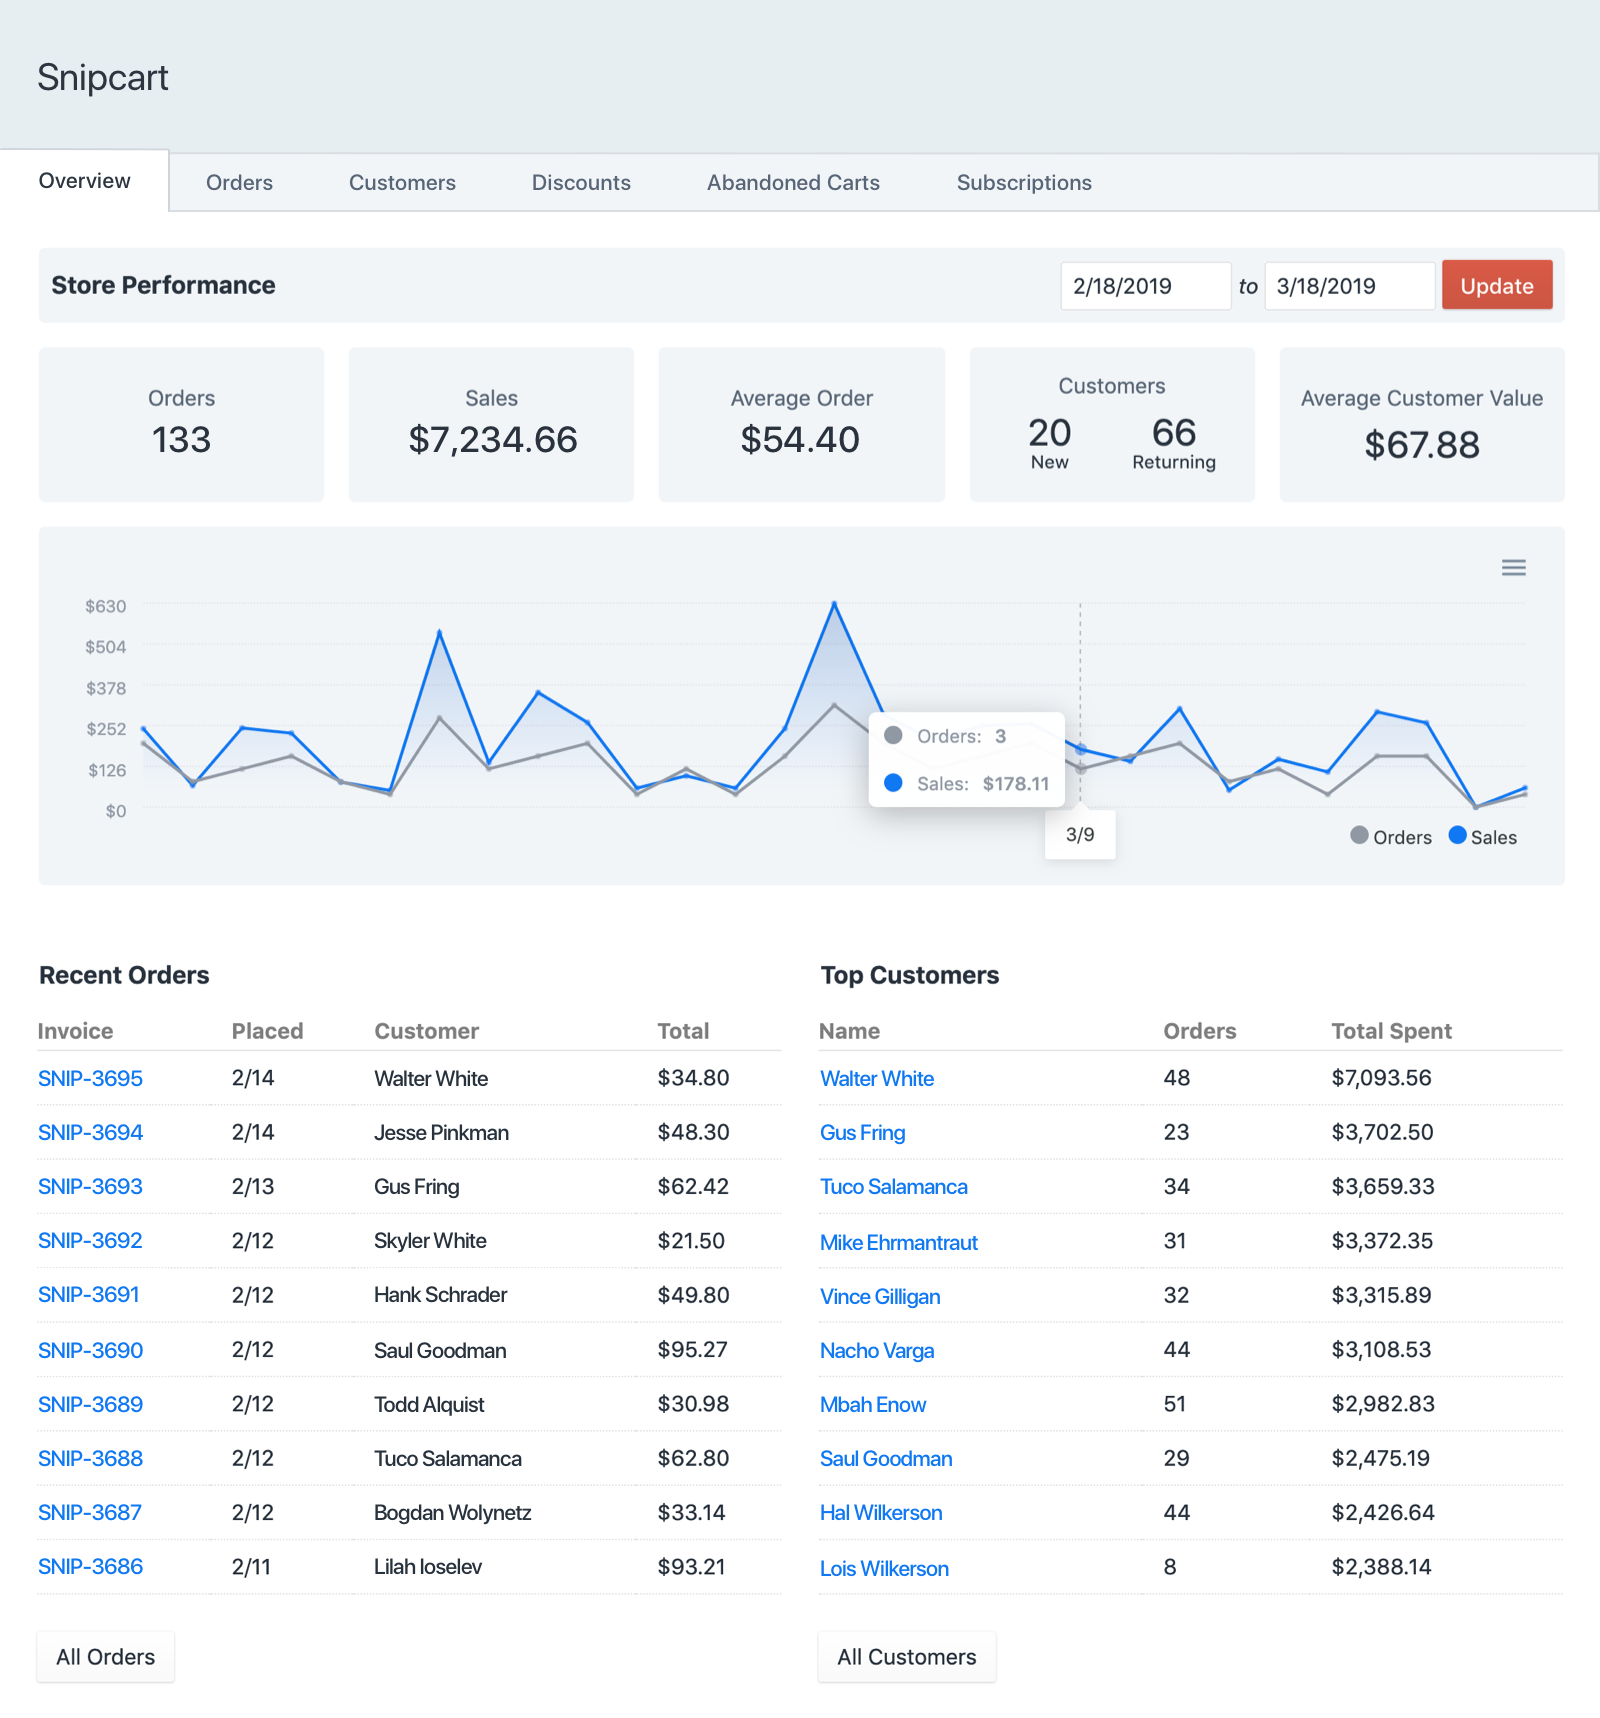 Snipcart
Overview Orders Customers Discounts Abandoned Carts Subscriptions
Store Performance 2/18/2019 to 3/18/2019 Update
Orders
133
Sales
$7,234.66
Average Order
$54.40
Customers
20 66
New Returning
Average Customer Value
$67.88
$630
$504
$378
$252
$126
$0
Orders: 3
Sales: $178.11
3/9
Orders Sales
Recent Orders
Invoice Placed Customer Total
SNIP-3695 2/14 Walter White $34.80
SNIP-3694 2/14 Jesse Pinkman $48.30
SNIP-3693 2/13 Gus Fring $62.42
SNIP-3692 2/12 Skyler White $21.50
SNIP-3691 2/12 Hank Schrader $49.80
SNIP-3690 2/12 Saul Goodman $95.27
SNIP-3689 2/12 Todd Alquist $30.98
SNIP-3688 2/12 Tuco Salamanca $62.80
SNIP-3687 2/12 Bogdan Wolynetz $33.14
SNIP-3686 2/11 Lilah Ioselev $93.21
All Orders
Top Customers
Name Orders Total Spent
Walter White 48 $7,093.56
Gus Fring 23 $3,702.50
Tuco Salamanca 34 $3,659.33
Mike Ehrmantraut 31 $3,372.35
Vince Gilligan 32 $3,315.89
Nacho Varga 44 $3,108.53
Mbah Enow 51 $2,982.83
Saul Goodman 29 $2,475.19
Hal Wilkerson 44 $2,426.64
Lois Wilkerson 8 $2,388.14
All Customers